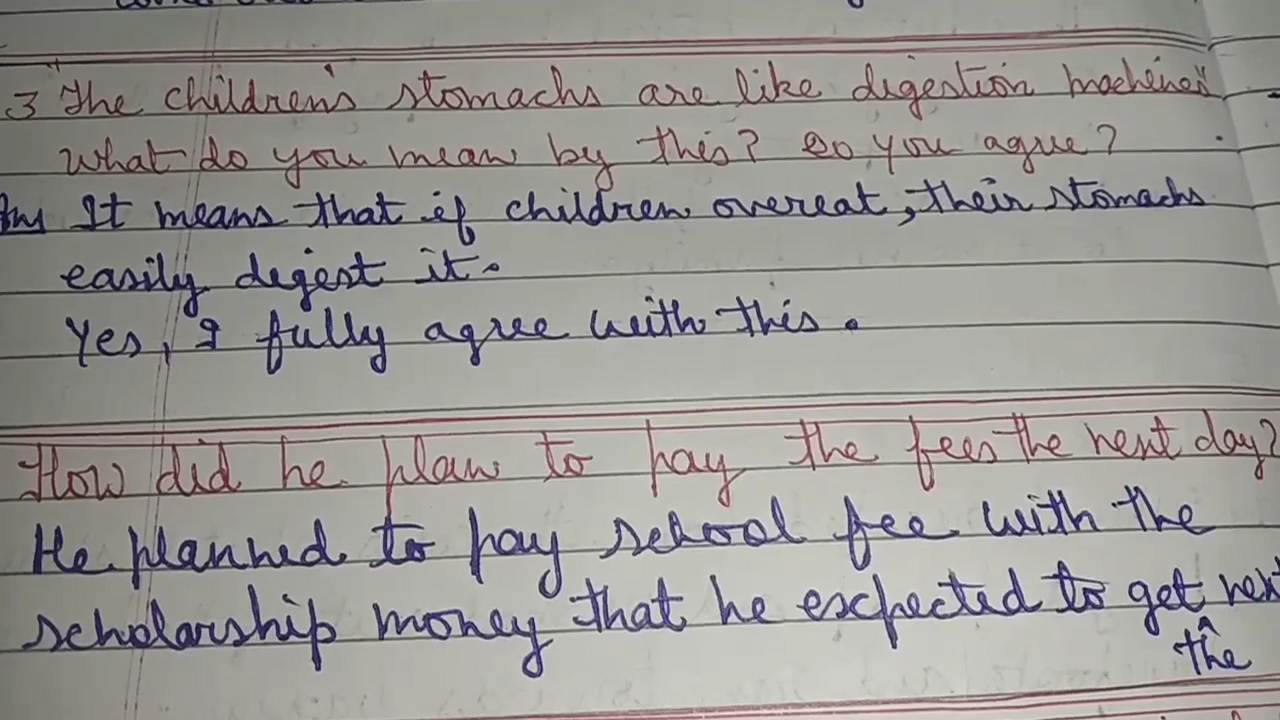 3 The children's stomachs are like digestion machines"
What do you mean by this? Do you agree?
Ans It means that if children overeat, their stomachs
easily digest it.
Yes, I fully agree with this.
How did he plan to pay the fees the next day?
He planned to pay school fee with the
scholarship money that he expected to get next
^ the